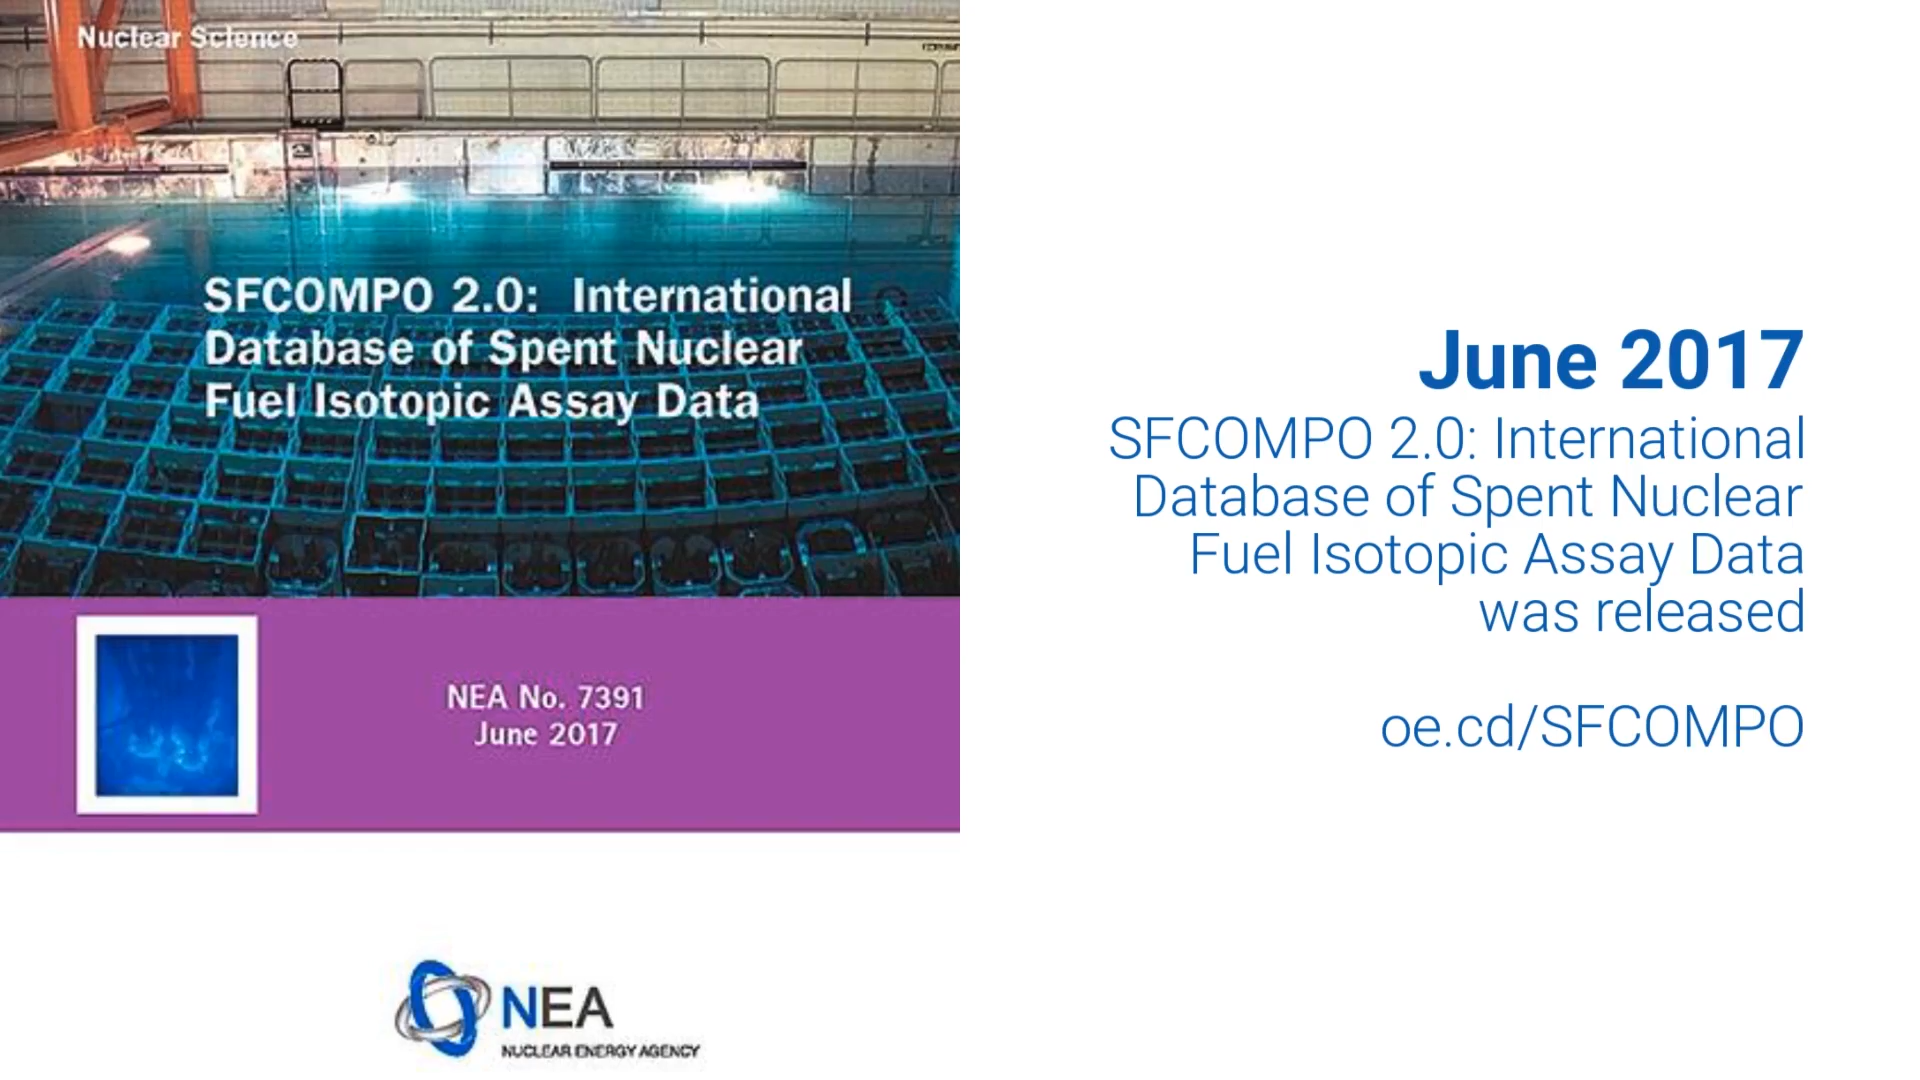 Nuclear Science
SFCOMPO 2.0: International
Database of Spent Nuclear
Fuel Isotopic Assay Data
NEA No. 7391
June 2017
NEA
NUCLEAR ENERGY AGENCY
June 2017
SFCOMPO 2.0: International
Database of Spent Nuclear
Fuel Isotopic Assay Data
was released
oe.cd/SFCOMPO